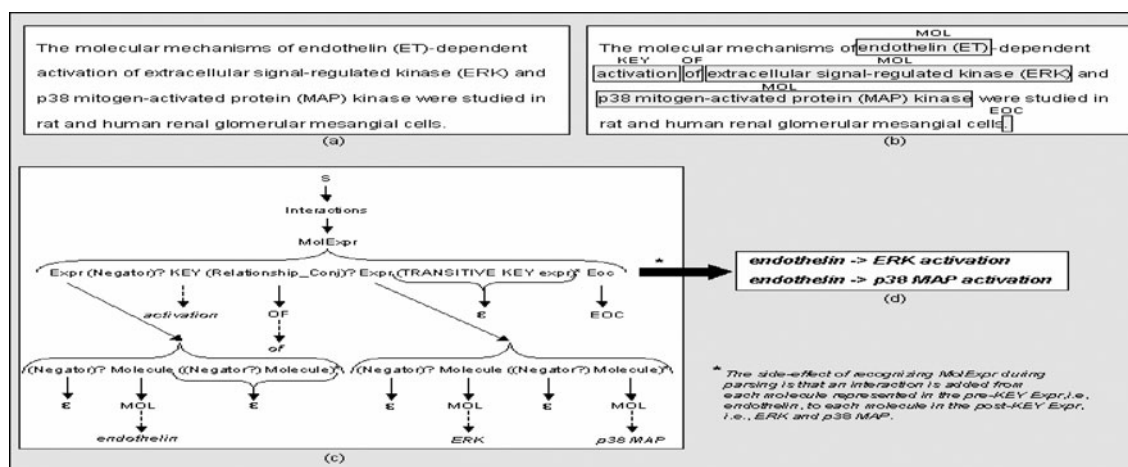 The molecular mechanisms of endothelin (ET)-dependent
activation of extracellular signal-regulated kinase (ERK) and
p38 mitogen-activated protein (MAP) kinase were studied in
rat and human renal glomerular mesangial cells.
(a)
MOL
The molecular mechanisms of endothelin (ET)-dependent
KEY OF MOL
activation of extracellular signal-regulated kinase (ERK) and
MOL
p38 mitogen-activated protein (MAP) kinase were studied in
EOC
rat and human renal glomerular mesangial cells.
(b)
S
Interactions
MolExpr
Expr (Negator)? KEY (Relationship_Conj)? Expr (TRANSITIVE KEY expr)* Eoc
*
activation OF ε EOC
of
(Negator)? Molecule ((Negator?) Molecule)* (Negator)? Molecule ((Negator?) Molecule)*
ε MOL ε ε MOL ε MOL
endothelin ERK p38 MAP
(c)
endothelin -> ERK activation
endothelin -> p38 MAP activation
(d)
* The side-effect of recognizing MolExpr during
parsing is that an interaction is added from
each molecule represented in the pre-KEY Expr,i.e,
endothelin, to each molecule in the post-KEY Expr,
i.e., ERK and p38 MAP.